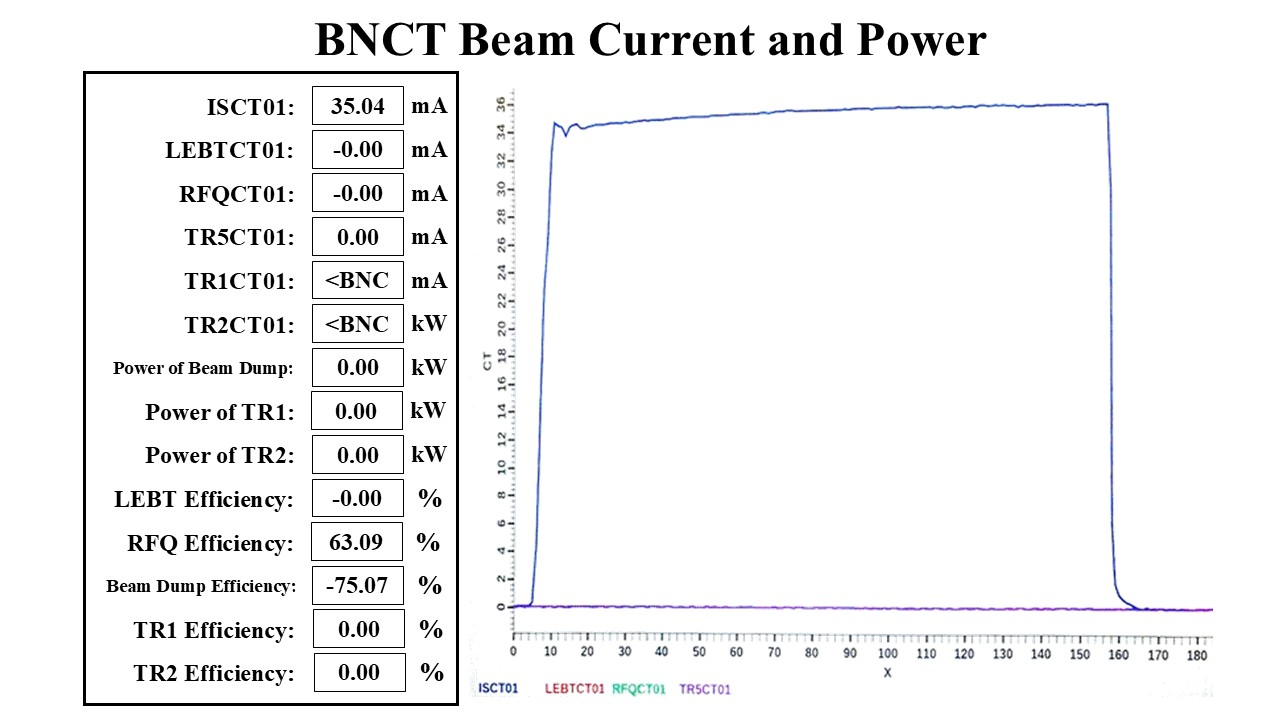 BNCT Beam Current and Power
ISCT01: 35.04 mA
LEBTCT01: -0.00 mA
RFQCT01: -0.00 mA
TR5CT01: 0.00 mA
TR1CT01: <BNC mA
TR2CT01: <BNC kW
Power of Beam Dump: 0.00 kW
Power of TR1: 0.00 kW
Power of TR2: 0.00 kW
LEBT Efficiency: -0.00 %
RFQ Efficiency: 63.09 %
Beam Dump Efficiency: -75.07 %
TR1 Efficiency: 0.00 %
TR2 Efficiency: 0.00 %
36
34
32
30
28
26
24
22
20
18
16
14
12
10
8
6
4
2
0
CT
0 10 20 30 40 50 60 70 80 90 100 110 120 130 140 150 160 170 180
X
ISCT01 LEBTCT01 RFQCT01 TR5CT01